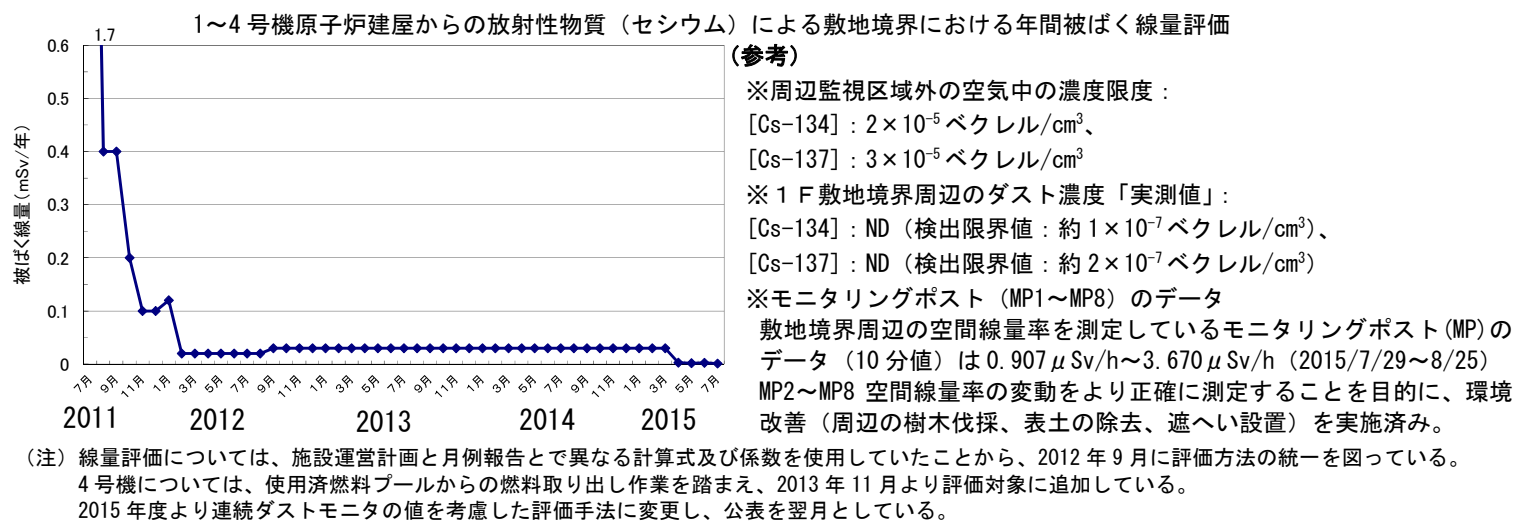 1～4 号機原子炉建屋からの放射性物質（セシウム）による敷地境界における年間被ばく線量評価
1.7
0.6
0.5
0.4
0.3
0.2
0.1
0
被ばく線量（mSv/年）
7月 9月 11月 1月 3月 5月 7月 9月 11月 1月 3月 5月 7月 9月 11月 1月 3月 5月 7月 9月 11月 1月 3月 5月 7月
2011 2012 2013 2014 2015
（参考）
※周辺監視区域外の空気中の濃度限度：
[Cs-134]：2×10⁻⁵ ベクレル/cm³、
[Cs-137]：3×10⁻⁵ ベクレル/cm³
※１Ｆ敷地境界周辺のダスト濃度「実測値」：
[Cs-134]：ND（検出限界値：約 1×10⁻⁷ ベクレル/cm³）、
[Cs-137]：ND（検出限界値：約 2×10⁻⁷ ベクレル/cm³）
※モニタリングポスト（MP1～MP8）のデータ
敷地境界周辺の空間線量率を測定しているモニタリングポスト(MP)の
データ（10 分値）は 0.907μSv/h～3.670μSv/h（2015/7/29～8/25）
MP2～MP8 空間線量率の変動をより正確に測定することを目的に、環境
改善（周辺の樹木伐採、表土の除去、遮へい設置）を実施済み。
（注）線量評価については、施設運営計画と月例報告とで異なる計算式及び係数を使用していたことから、2012 年 9 月に評価方法の統一を図っている。
4 号機については、使用済燃料プールからの燃料取り出し作業を踏まえ、2013 年 11 月より評価対象に追加している。
2015 年度より連続ダストモニタの値を考慮した評価手法に変更し、公表を翌月としている。